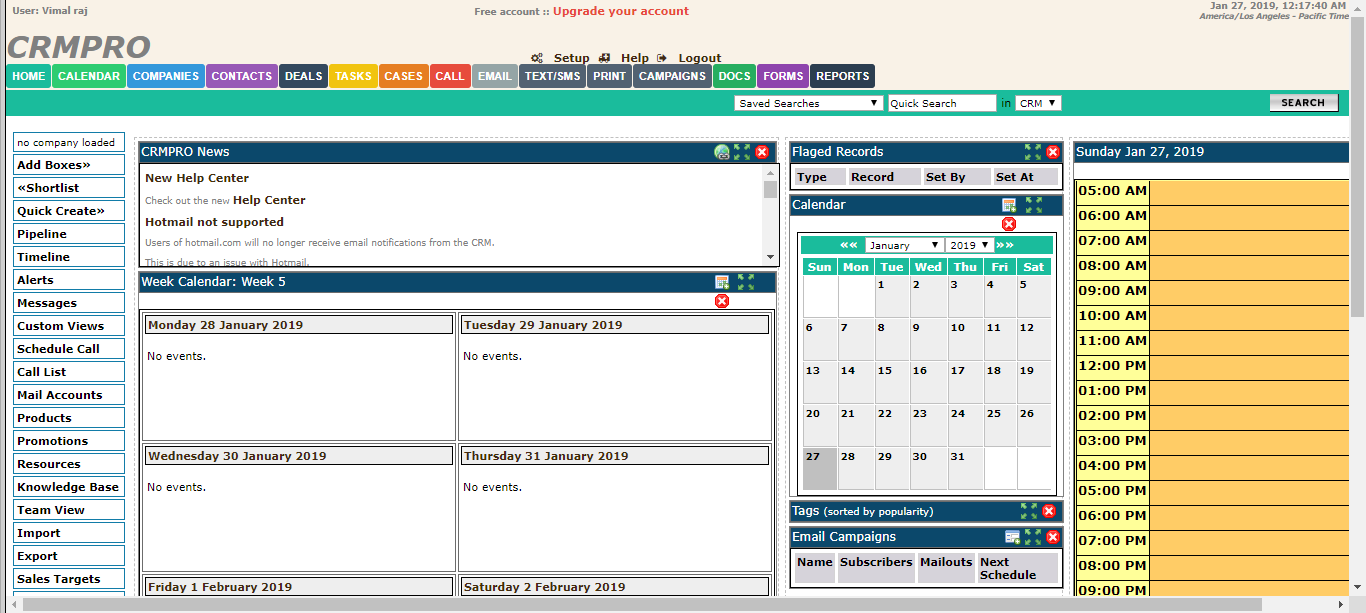 User: Vimal raj
Free account :: Upgrade your account
Jan 27, 2019, 12:17:40 AM
America/Los Angeles - Pacific Time
CRMPRO
Setup Help Logout
HOME CALENDAR COMPANIES CONTACTS DEALS TASKS CASES CALL EMAIL TEXT/SMS PRINT CAMPAIGNS DOCS FORMS REPORTS
Saved Searches Quick Search in CRM SEARCH
no company loaded
Add Boxes»
«Shortlist
Quick Create»
Pipeline
Timeline
Alerts
Messages
Custom Views
Schedule Call
Call List
Mail Accounts
Products
Promotions
Resources
Knowledge Base
Team View
Import
Export
Sales Targets
CRMPRO News
New Help Center
Check out the new Help Center
Hotmail not supported
Users of hotmail.com will no longer receive email notifications from the CRM.
This is due to an issue with Hotmail.
Week Calendar: Week 5
Monday 28 January 2019
No events.
Tuesday 29 January 2019
No events.
Wednesday 30 January 2019
No events.
Thursday 31 January 2019
No events.
Friday 1 February 2019
Saturday 2 February 2019
Flaged Records
Type Record Set By Set At
Calendar
«« January 2019 »»
Sun Mon Tue Wed Thu Fri Sat
1 2 3 4 5
6 7 8 9 10 11 12
13 14 15 16 17 18 19
20 21 22 23 24 25 26
27 28 29 30 31
Tags (sorted by popularity)
Email Campaigns
Name Subscribers Mailouts Next
Schedule
Sunday Jan 27, 2019
05:00 AM
06:00 AM
07:00 AM
08:00 AM
09:00 AM
10:00 AM
11:00 AM
12:00 PM
01:00 PM
02:00 PM
03:00 PM
04:00 PM
05:00 PM
06:00 PM
07:00 PM
08:00 PM
09:00 PM